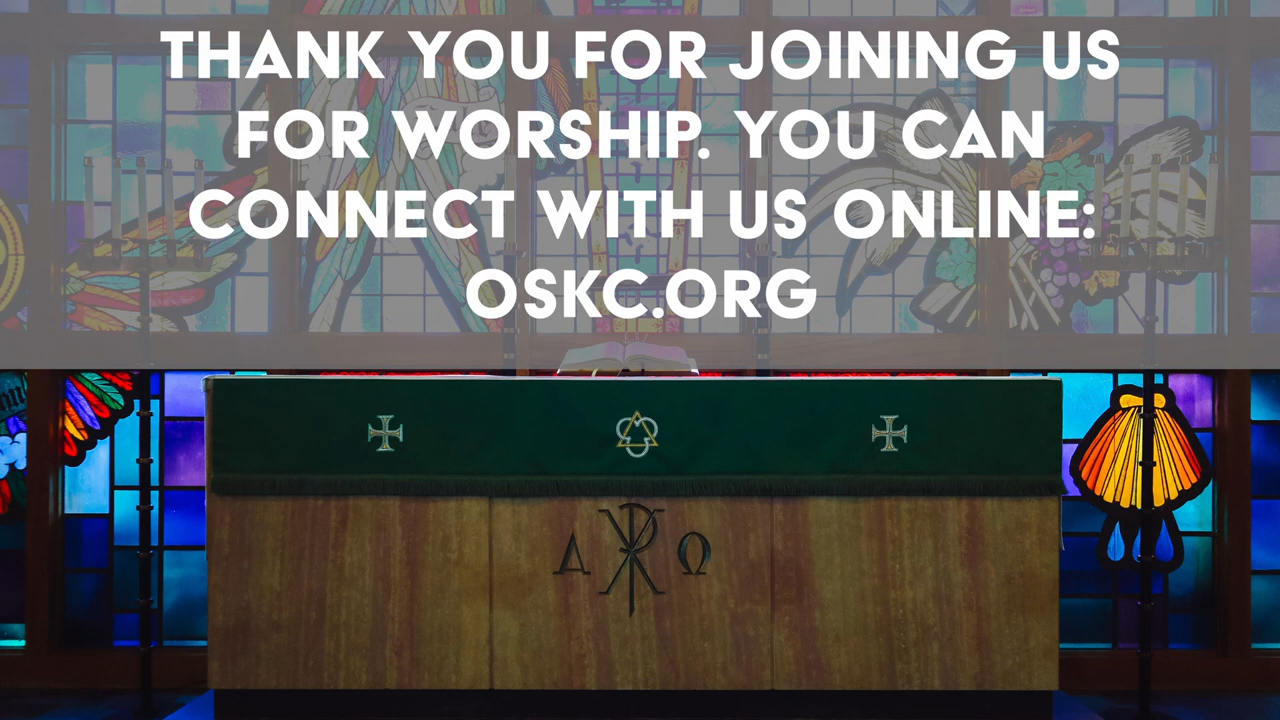 THANK YOU FOR JOINING US
FOR WORSHIP. YOU CAN
CONNECT WITH US ONLINE:
OSKC.ORG
Α ☧ Ω